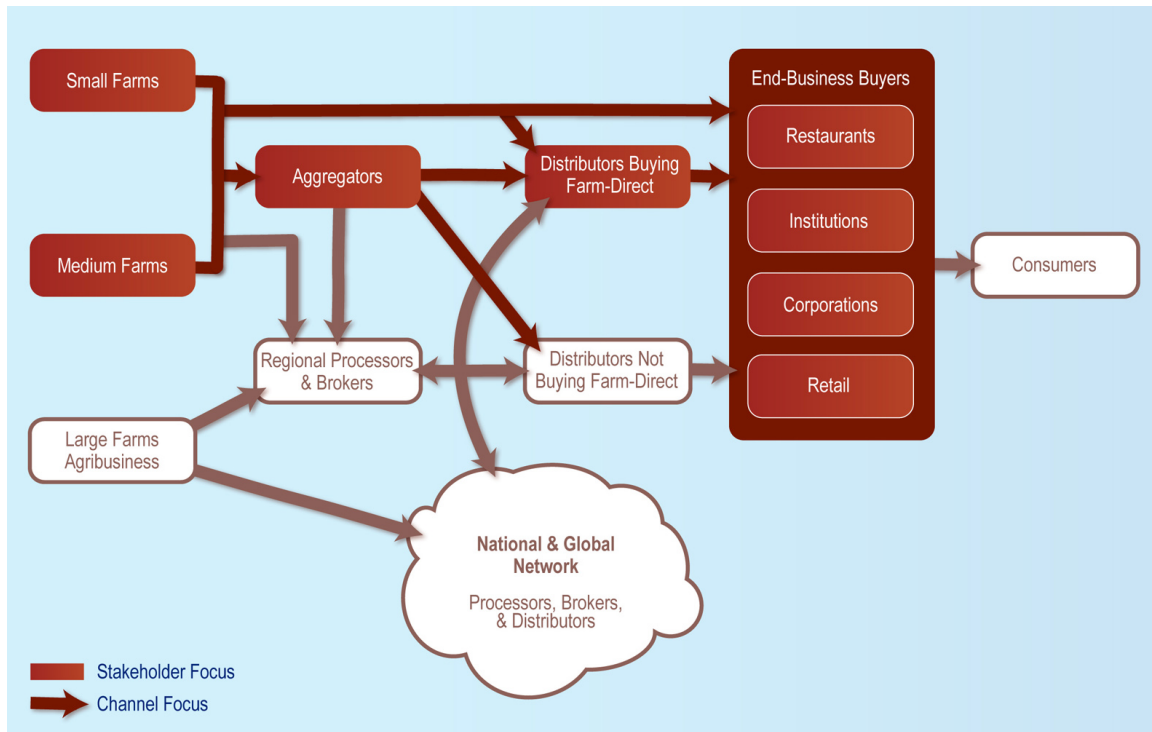 Small Farms
End-Business Buyers
Restaurants
Aggregators
Distributors Buying
Farm-Direct
Institutions
Medium Farms
Consumers
Corporations
Regional Processors
& Brokers
Distributors Not
Buying Farm-Direct
Retail
Large Farms
Agribusiness
National & Global
Network
Processors, Brokers,
& Distributors
Stakeholder Focus
Channel Focus